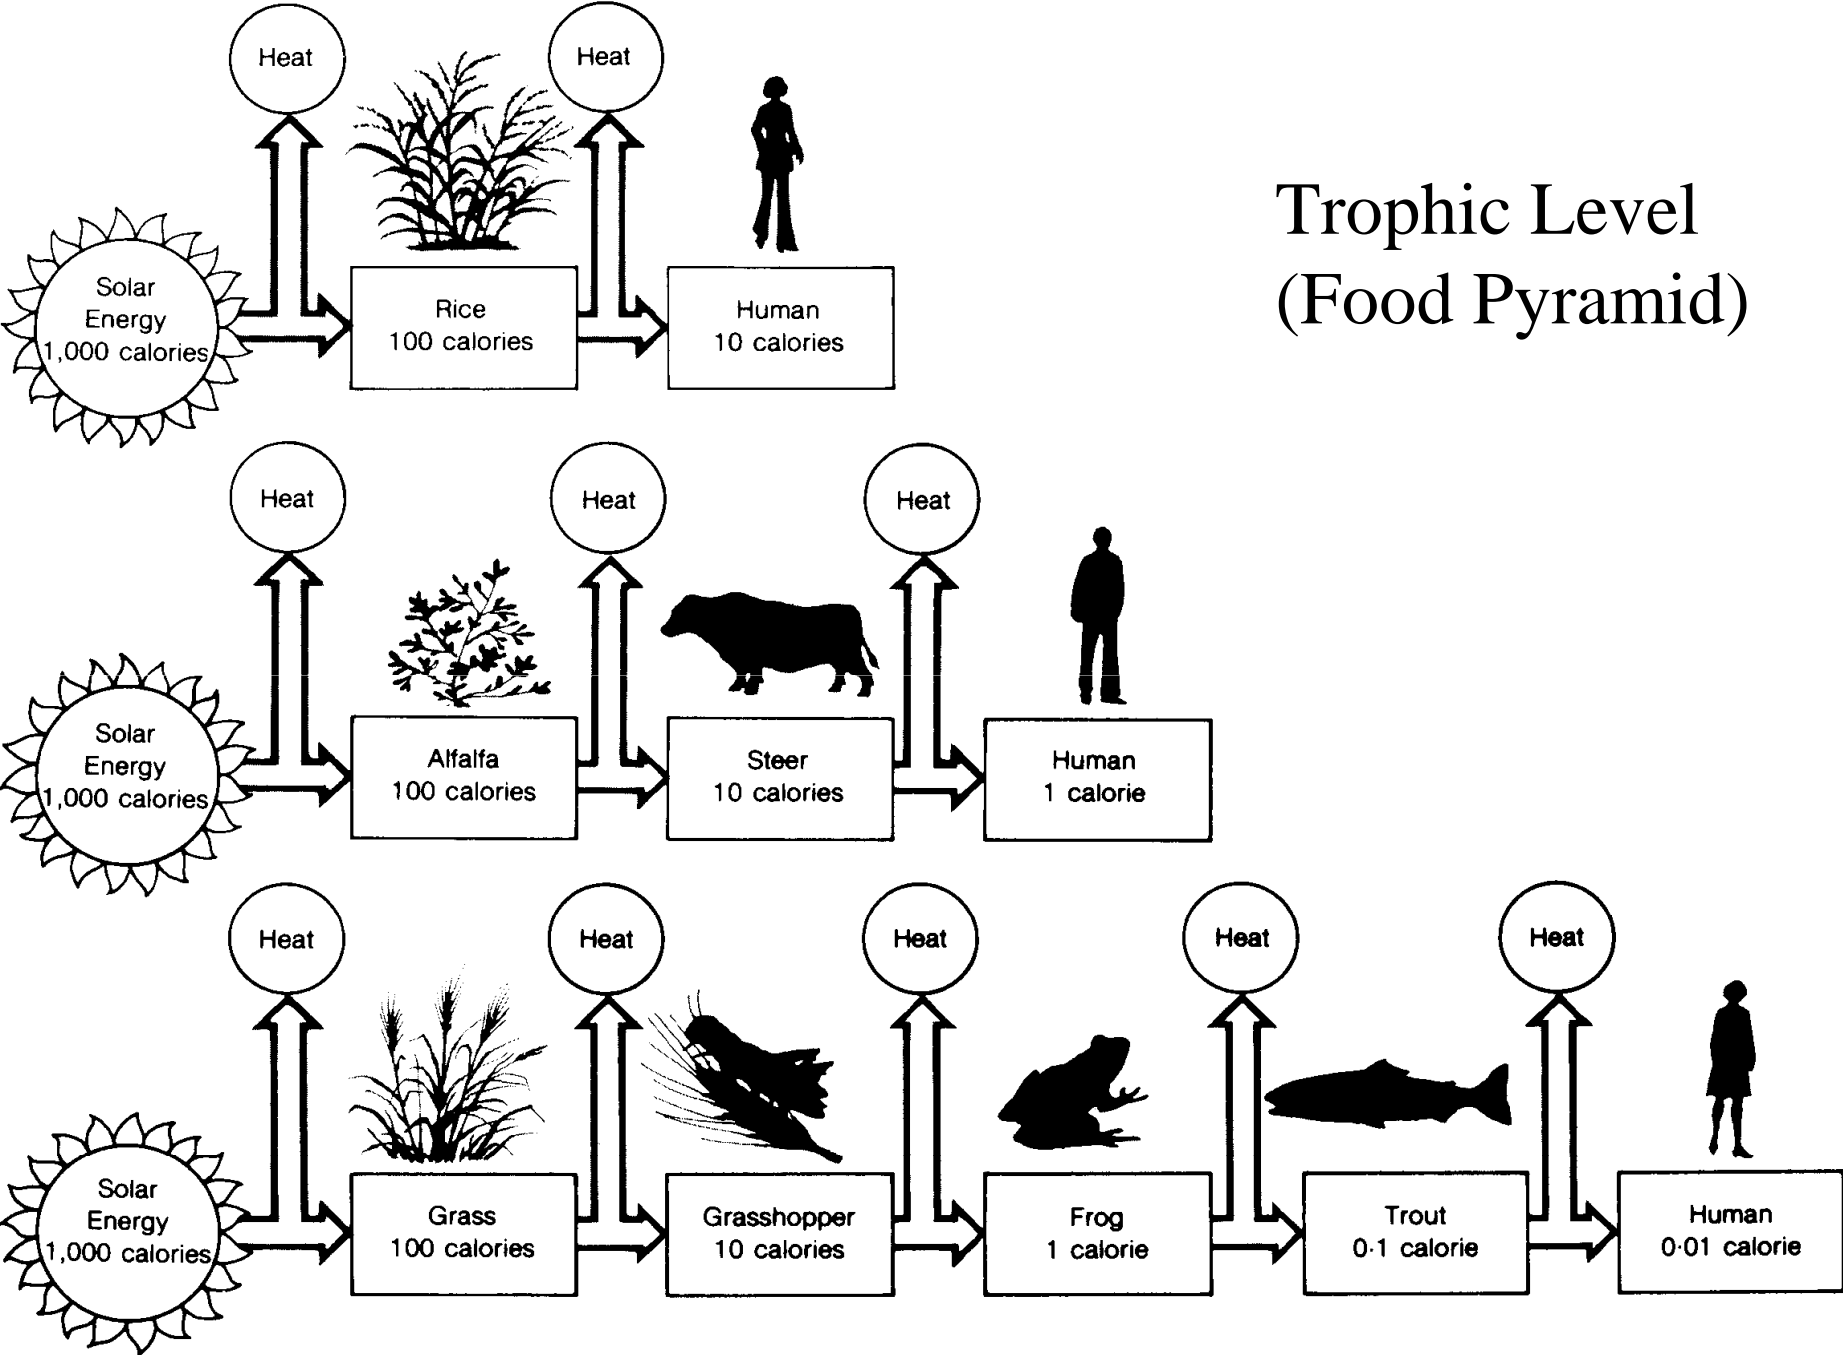 Heat
Heat
Trophic Level
(Food Pyramid)
Solar
Energy
1,000 calories
Rice
100 calories
Human
10 calories
Heat
Heat
Heat
Solar
Energy
1,000 calories
Alfalfa
100 calories
Steer
10 calories
Human
1 calorie
Heat
Heat
Heat
Heat
Heat
Solar
Energy
1,000 calories
Grass
100 calories
Grasshopper
10 calories
Frog
1 calorie
Trout
0·1 calorie
Human
0·01 calorie